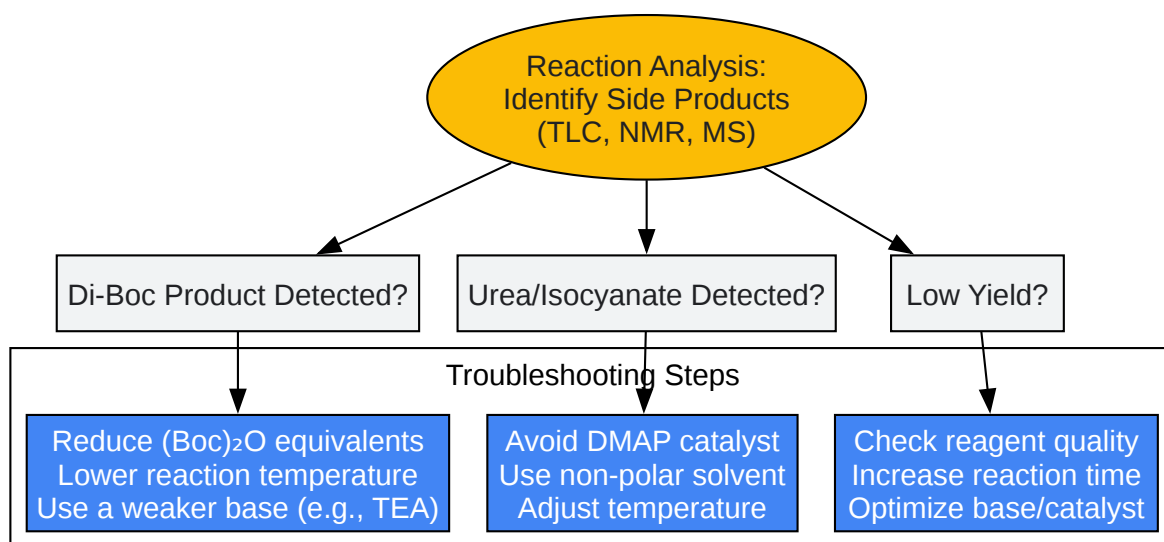 Reaction Analysis:
Identify Side Products
(TLC, NMR, MS)
Di-Boc Product Detected?
Urea/Isocyanate Detected?
Low Yield?
Troubleshooting Steps
Reduce (Boc)₂O equivalents
Lower reaction temperature
Use a weaker base (e.g., TEA)
Avoid DMAP catalyst
Use non-polar solvent
Adjust temperature
Check reagent quality
Increase reaction time
Optimize base/catalyst